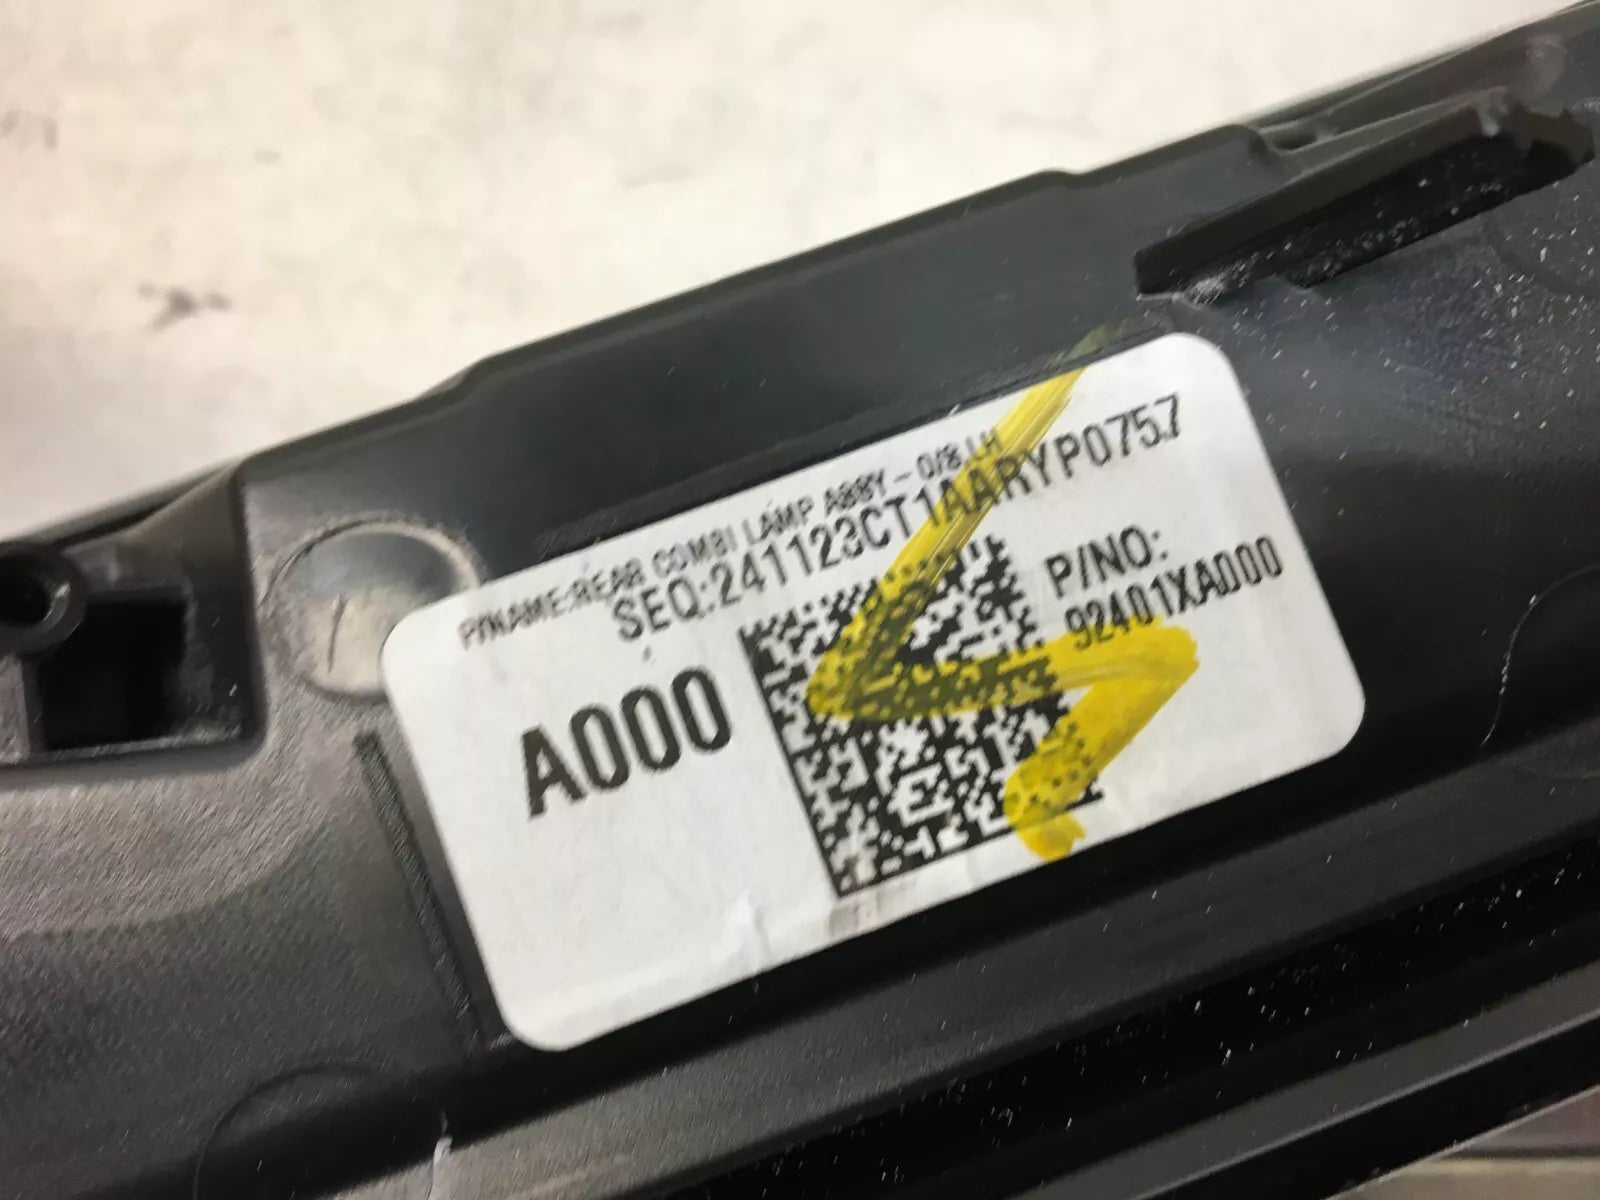 P/NAME:REAR COMBI LAMP ASSY - O/S LH
SEQ:241123CT1AARYP0757
A000
P/NO:
92401XA000